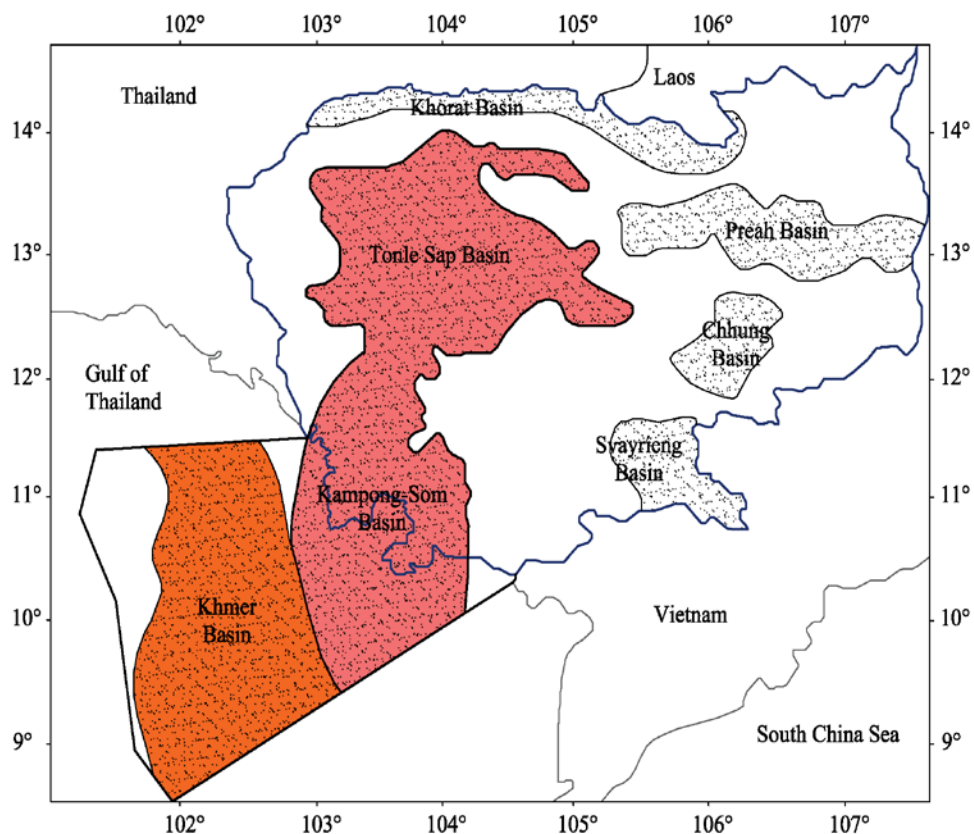 102° 103° 104° 105° 106° 107°
Thailand
Laos
Khorat Basin
14° 14°
Preah Basin
Tonle Sap Basin
13° 13°
Chhung
Basin
12° 12°
Gulf of
Thailand
Svayrieng
Basin
11° 11°
Kampong-Som
Basin
10° 10°
Khmer
Basin
Vietnam
9° 9°
South China Sea
102° 103° 104° 105° 106° 107°